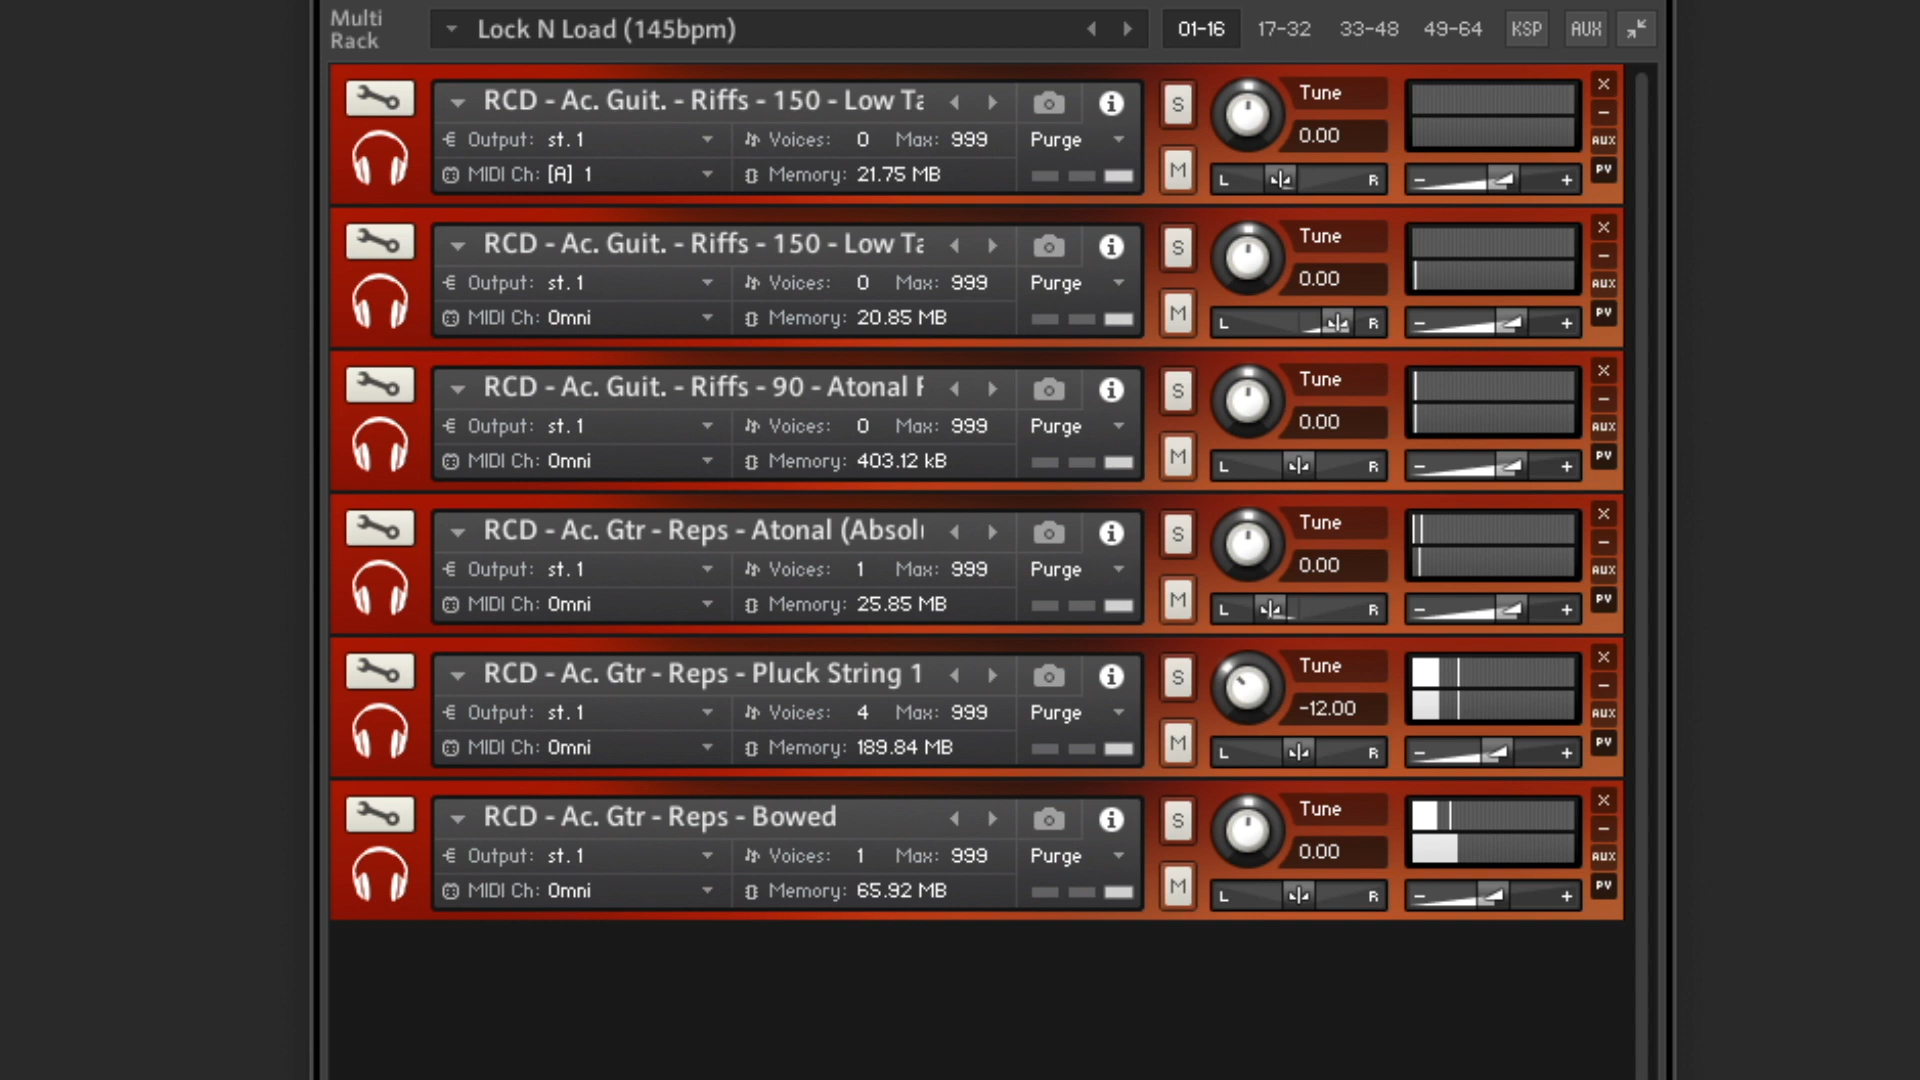 Multi
Rack
Lock N Load (145bpm)
01-16 17-32 33-48 49-64 KSP AUX
RCD - Ac. Guit. - Riffs - 150 - Low Ta
S Tune X
Output: st. 1 Voices: 0 Max: 999 Purge 0.00 AUX
MIDI Ch: [A] 1 Memory: 21.75 MB M L R - + PV
RCD - Ac. Guit. - Riffs - 150 - Low Ta
S Tune X
Output: st. 1 Voices: 0 Max: 999 Purge 0.00 AUX
MIDI Ch: Omni Memory: 20.85 MB M L R - + PV
RCD - Ac. Guit. - Riffs - 90 - Atonal
S Tune X
Output: st. 1 Voices: 0 Max: 999 Purge 0.00 AUX
MIDI Ch: Omni Memory: 403.12 kB M L R - + PV
RCD - Ac. Gtr - Reps - Atonal (Absol
S Tune X
Output: st. 1 Voices: 1 Max: 999 Purge 0.00 AUX
MIDI Ch: Omni Memory: 25.85 MB M L R - + PV
RCD - Ac. Gtr - Reps - Pluck String 1
S Tune X
Output: st. 1 Voices: 4 Max: 999 Purge -12.00 AUX
MIDI Ch: Omni Memory: 189.84 MB M L R - + PV
RCD - Ac. Gtr - Reps - Bowed
S Tune X
Output: st. 1 Voices: 1 Max: 999 Purge 0.00 AUX
MIDI Ch: Omni Memory: 65.92 MB M L R - + PV